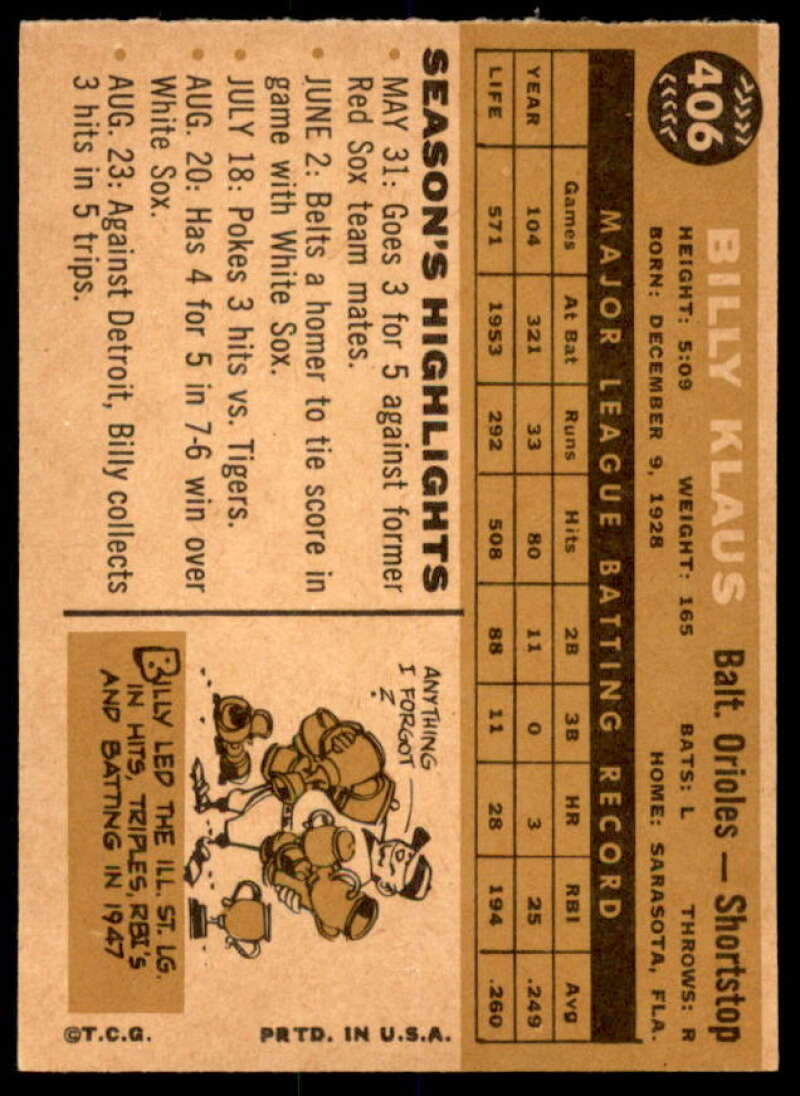 406
BILLY KLAUS Balt. Orioles — Shortstop
HEIGHT: 5:09 WEIGHT: 165 BATS: L THROWS: R
BORN: DECEMBER 9, 1928 HOME: SARASOTA, FLA.
MAJOR LEAGUE BATTING RECORD
Games At Bat Runs Hits 2B 3B HR RBI Avg
YEAR 104 321 33 80 11 0 3 25 .249
LIFE 571 1953 292 508 88 11 28 194 .260
SEASON'S HIGHLIGHTS
• MAY 31: Goes 3 for 5 against former
Red Sox team mates.
• JUNE 2: Belts a homer to tie score in
game with White Sox.
• JULY 18: Pokes 3 hits vs. Tigers.
• AUG. 20: Has 4 for 5 in 7-6 win over
White Sox.
• AUG. 23: Against Detroit, Billy collects
3 hits in 5 trips.
ANYTHING
I FORGOT
?
BILLY LED THE ILL. ST. LG.
IN HITS, TRIPLES, RBI'S
AND BATTING IN 1947
©T.C.G. PRTD. IN U.S.A.